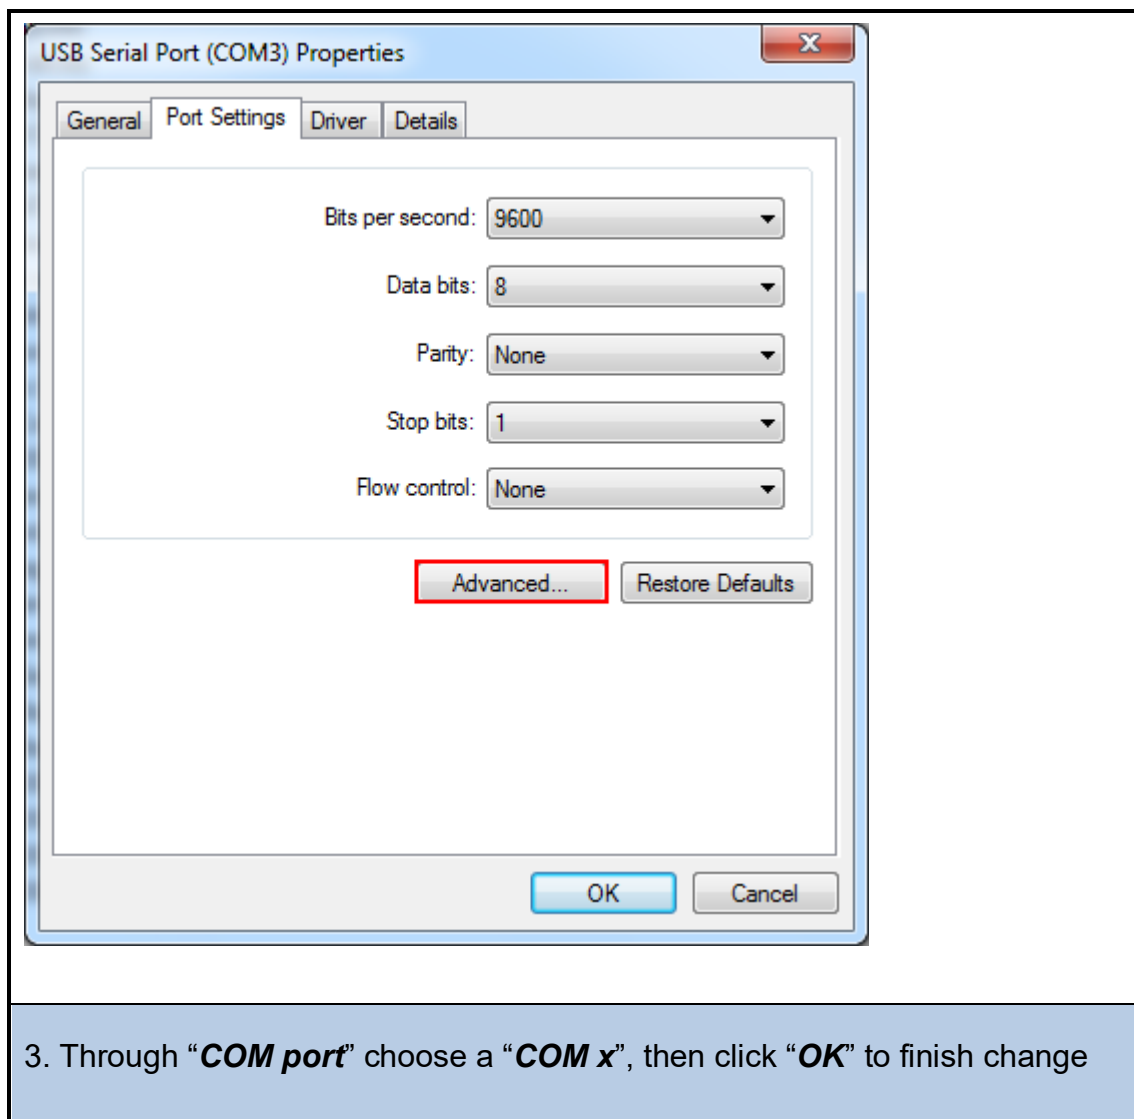 USB Serial Port (COM3) Properties
General Port Settings Driver Details
Bits per second: 9600
Data bits: 8
Parity: None
Stop bits: 1
Flow control: None
Advanced... Restore Defaults
OK Cancel
3. Through “COM port” choose a “COM x”, then click “OK” to finish change